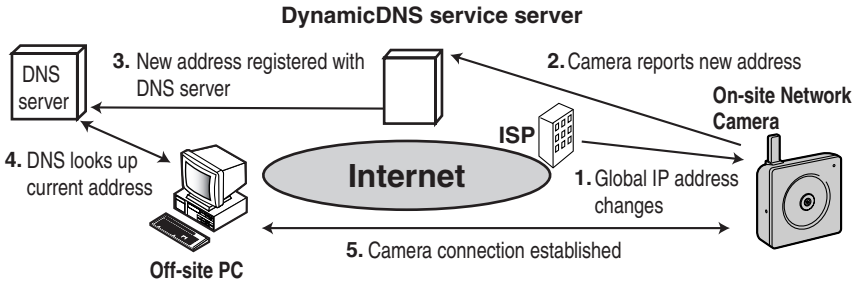 DynamicDNS service server
DNS
server
3. New address registered with
DNS server
2. Camera reports new address
On-site Network
Camera
ISP
4. DNS looks up
current address
Internet
1. Global IP address
changes
5. Camera connection established
Off-site PC